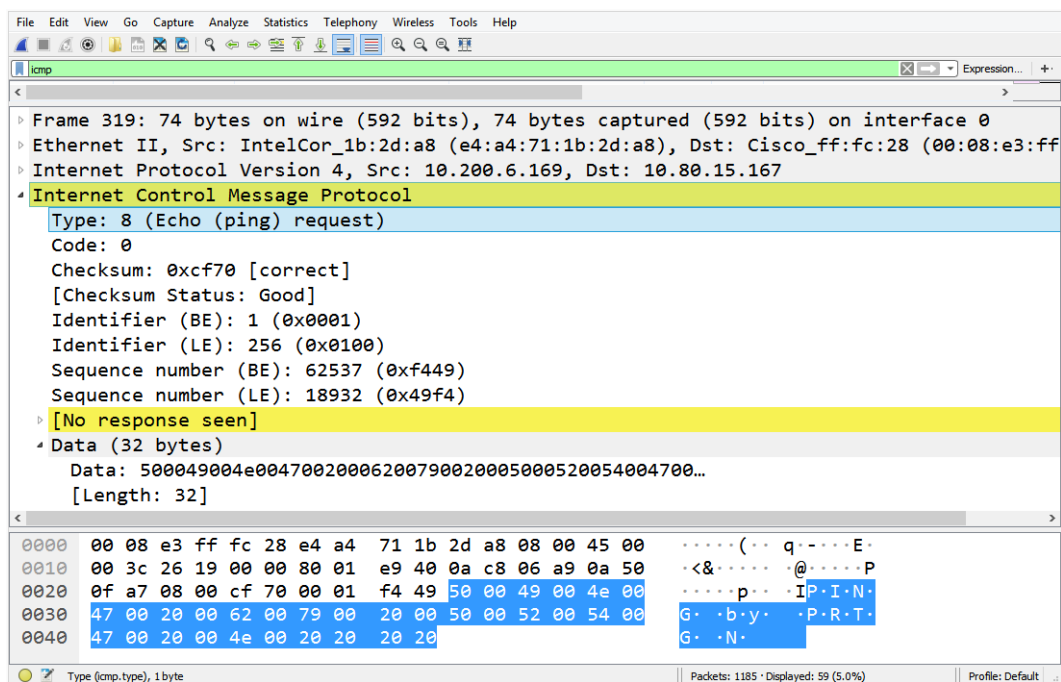 File Edit View Go Capture Analyze Statistics Telephony Wireless Tools Help
icmp Expression... +
Frame 319: 74 bytes on wire (592 bits), 74 bytes captured (592 bits) on interface 0
Ethernet II, Src: IntelCor_1b:2d:a8 (e4:a4:71:1b:2d:a8), Dst: Cisco_ff:fc:28 (00:08:e3:ff
Internet Protocol Version 4, Src: 10.200.6.169, Dst: 10.80.15.167
Internet Control Message Protocol
Type: 8 (Echo (ping) request)
Code: 0
Checksum: 0xcf70 [correct]
[Checksum Status: Good]
Identifier (BE): 1 (0x0001)
Identifier (LE): 256 (0x0100)
Sequence number (BE): 62537 (0xf449)
Sequence number (LE): 18932 (0x49f4)
[No response seen]
Data (32 bytes)
Data: 500049004e00470020006200790020005000520054004700…
[Length: 32]
0000 00 08 e3 ff fc 28 e4 a4 71 1b 2d a8 08 00 45 00 ·····(·· q·-···E·
0010 00 3c 26 19 00 00 80 01 e9 40 0a c8 06 a9 0a 50 ·<&····· ·@·····P
0020 0f a7 08 00 cf 70 00 01 f4 49 50 00 49 00 4e 00 ·····p·· ·IP·I·N·
0030 47 00 20 00 62 00 79 00 20 00 50 00 52 00 54 00 G· ·b·y· ·P·R·T·
0040 47 00 20 00 4e 00 20 20 20 20 G· ·N·
Type (icmp.type), 1 byte Packets: 1185 · Displayed: 59 (5.0%) Profile: Default